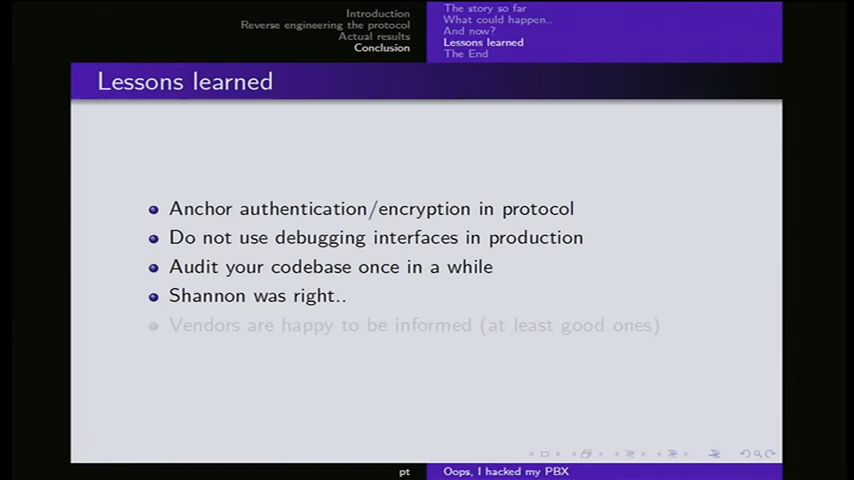 Introduction
Reverse engineering the protocol
Actual results
Conclusion
The story so far
What could happen..
And now?
Lessons learned
The End
Lessons learned
Anchor authentication/encryption in protocol
Do not use debugging interfaces in production
Audit your codebase once in a while
Shannon was right..
Vendors are happy to be informed (at least good ones)
pt
Oops, I hacked my PBX